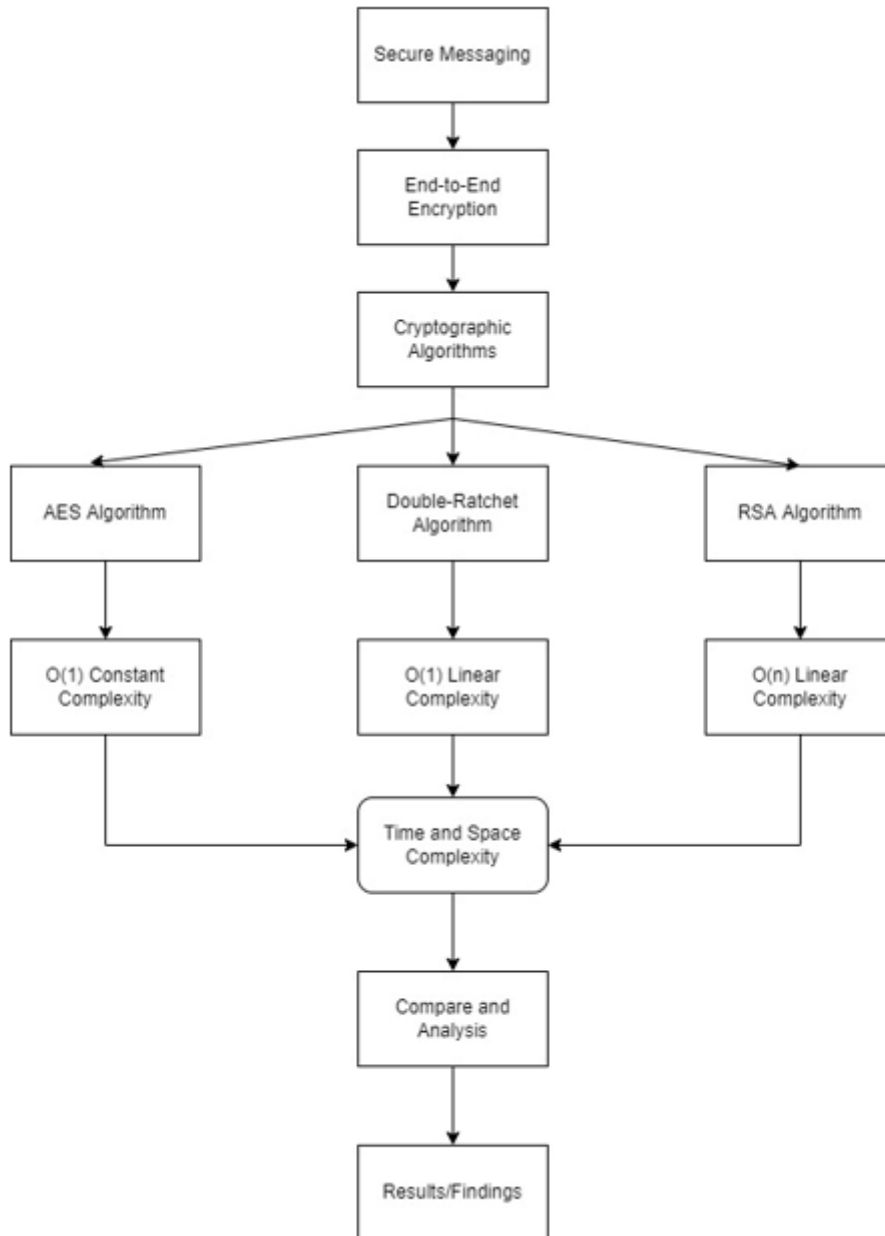 Secure Messaging
End-to-End
Encryption
Cryptographic
Algorithms
AES Algorithm
Double-Ratchet
Algorithm
RSA Algorithm
O(1) Constant
Complexity
O(1) Linear
Complexity
O(n) Linear
Complexity
Time and Space
Complexity
Compare and
Analysis
Results/Findings